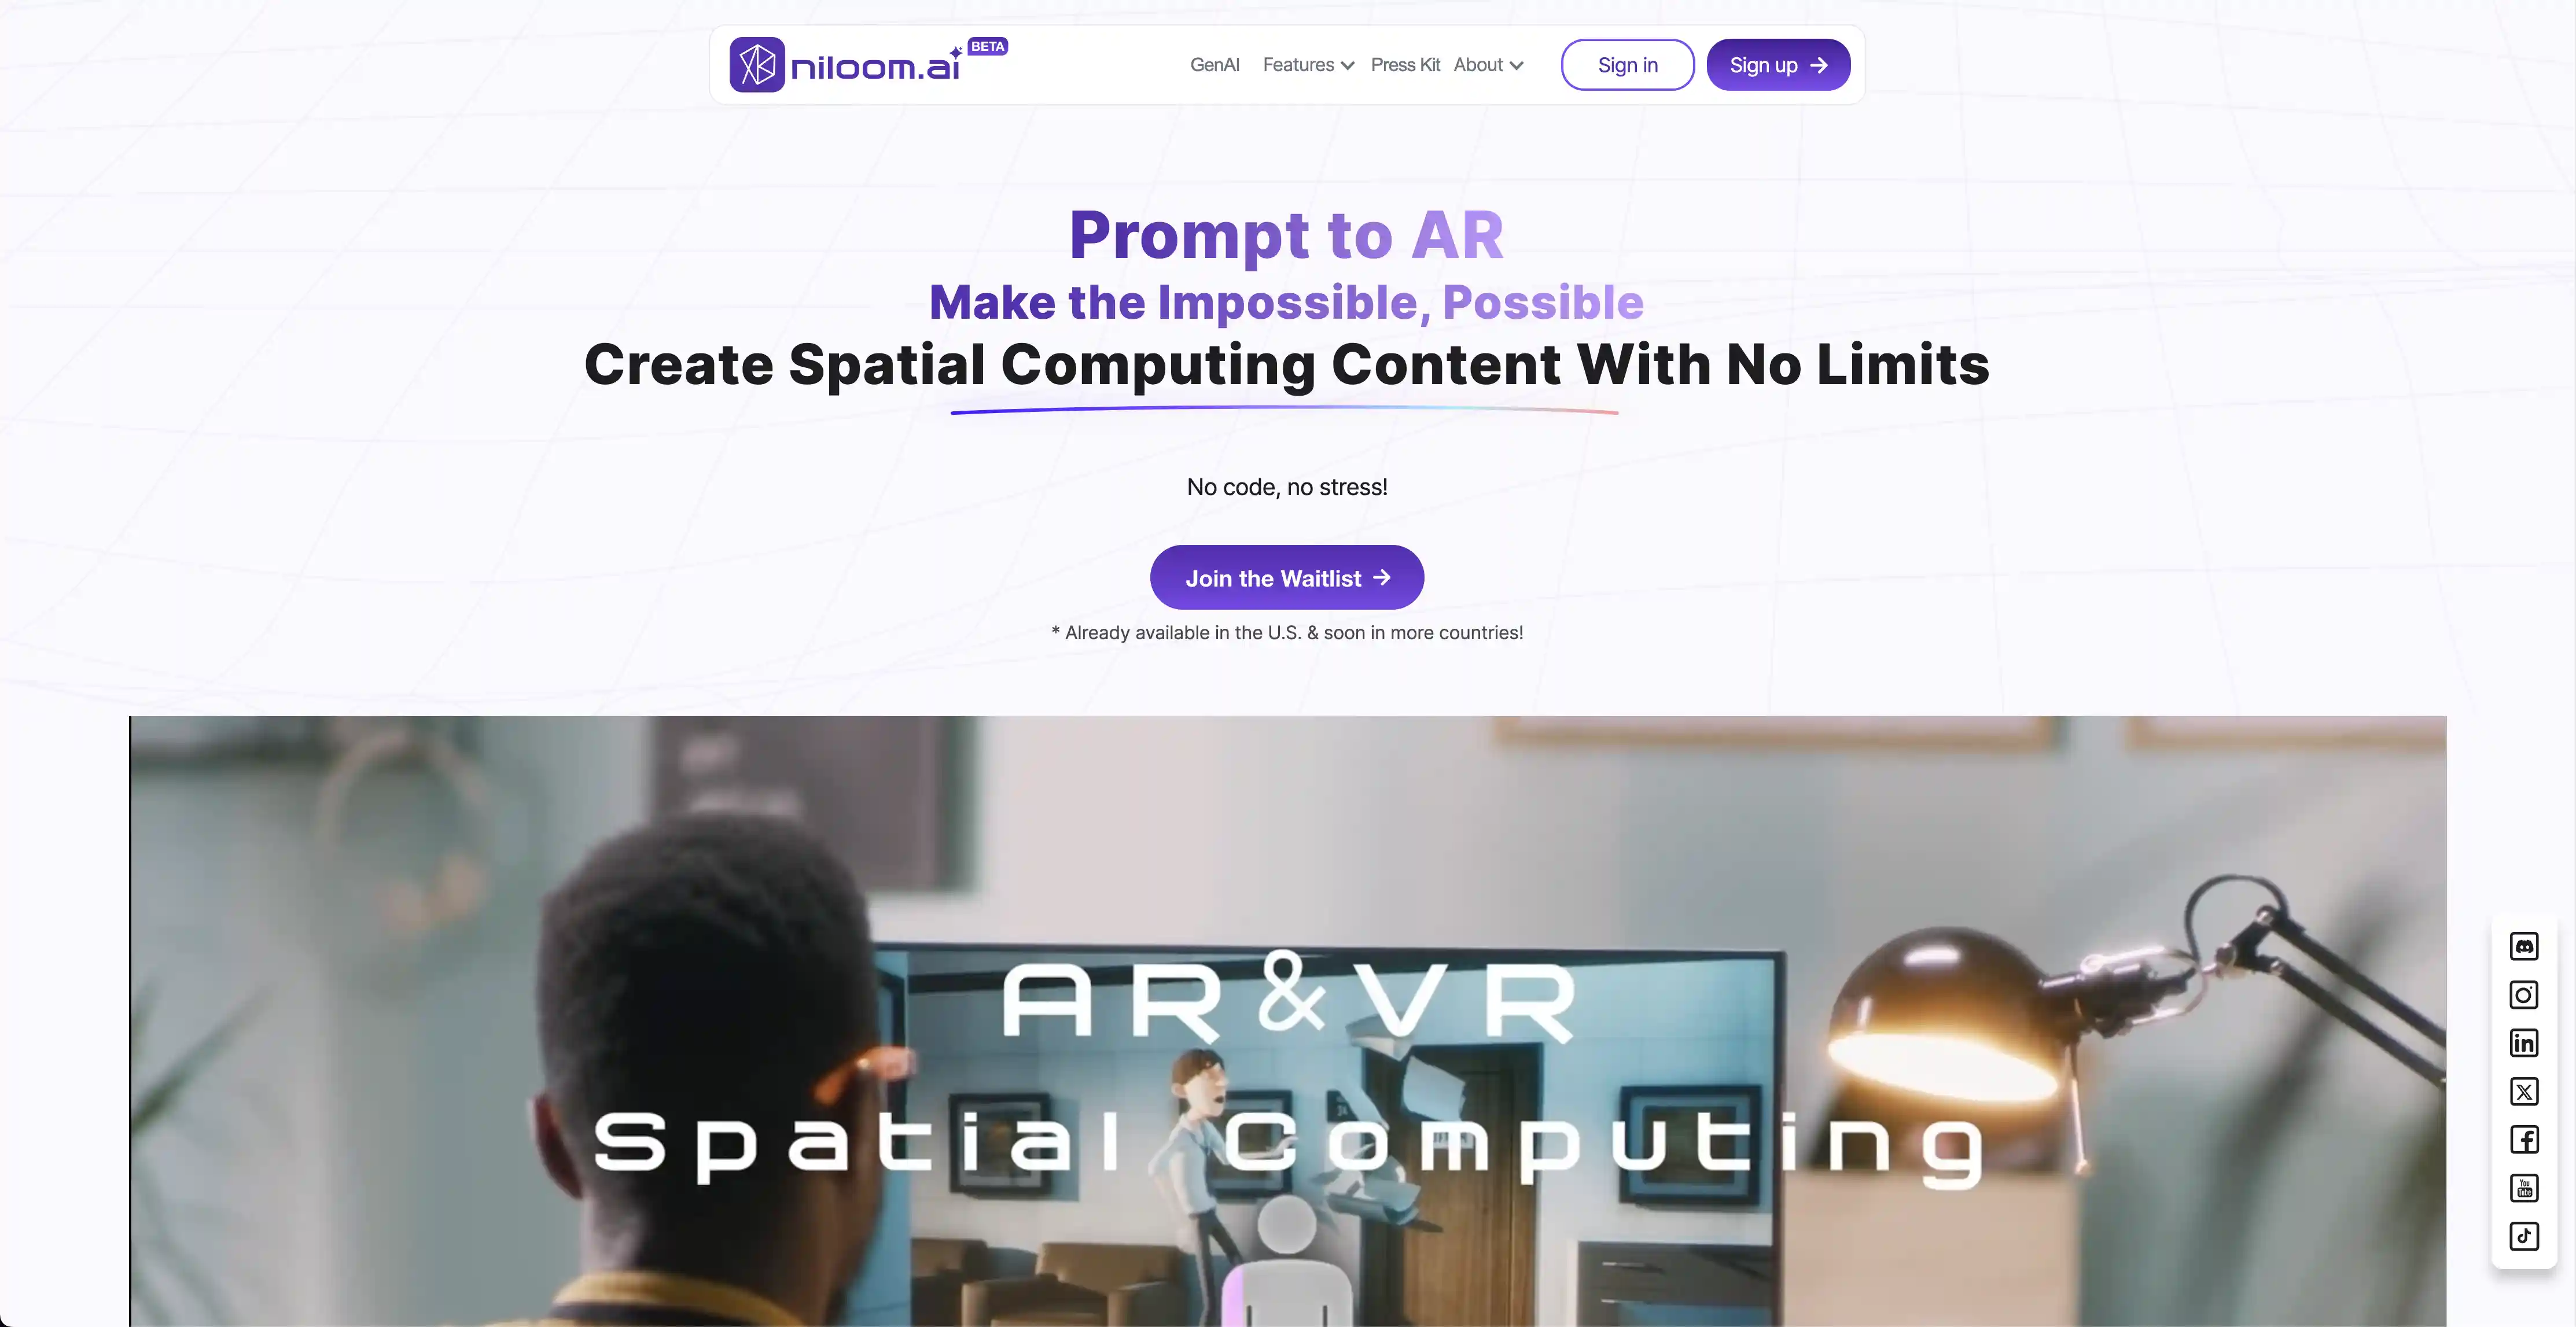 niloom.ai BETA
GenAI Features Press Kit About Sign in Sign up
Prompt to AR
Make the Impossible, Possible
Create Spatial Computing Content With No Limits
No code, no stress!
Join the Waitlist
* Already available in the U.S. & soon in more countries!
AR&VR
Spatial Computing